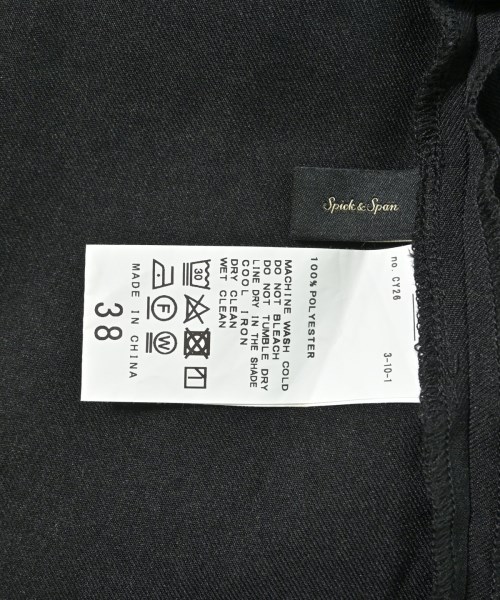 Spick & Span
no. CY26
3-10-1
100% POLYESTER
MACHINE WASH COLD
DO NOT BLEACH
DO NOT TUMBLE DRY
LINE DRY IN THE SHADE
COOL IRON
DRY CLEAN
WET CLEAN
30
F
W
MADE IN CHINA
38